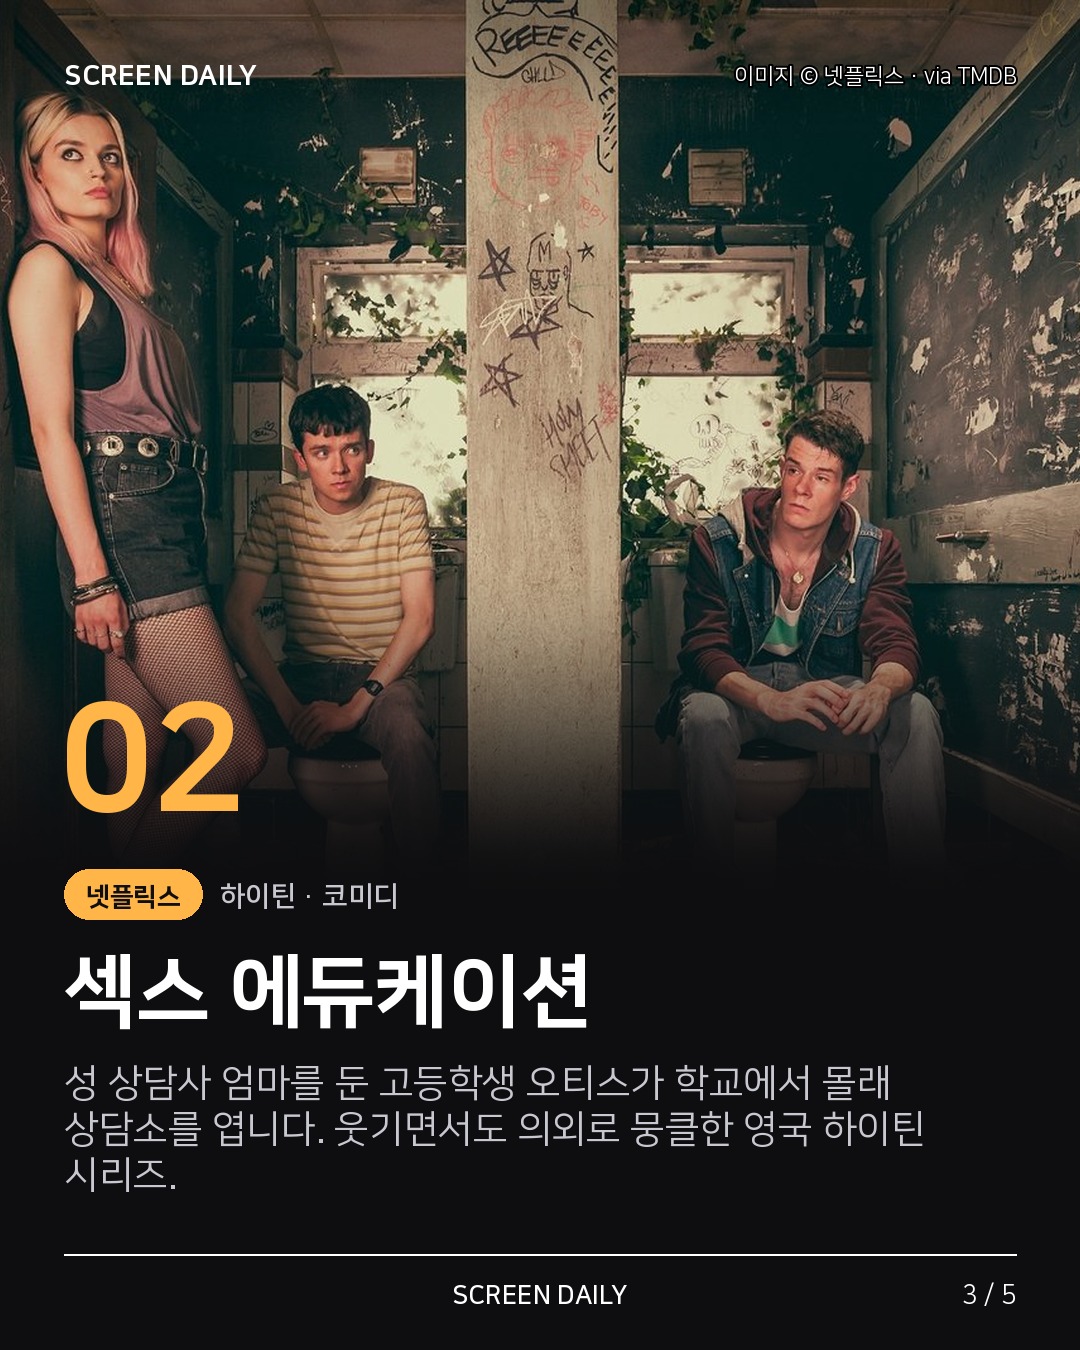 SCREEN DAILY
이미지 © 넷플릭스 · via TMDB
REEEEEEEE!!!!
CHLLD
TOBY
M
02
넷플릭스
하이틴 · 코미디
섹스 에듀케이션
성 상담사 엄마를 둔 고등학생 오티스가 학교에서 몰래
상담소를 엽니다. 웃기면서도 의외로 뭉클한 영국 하이틴
시리즈.
SCREEN DAILY
3 / 5